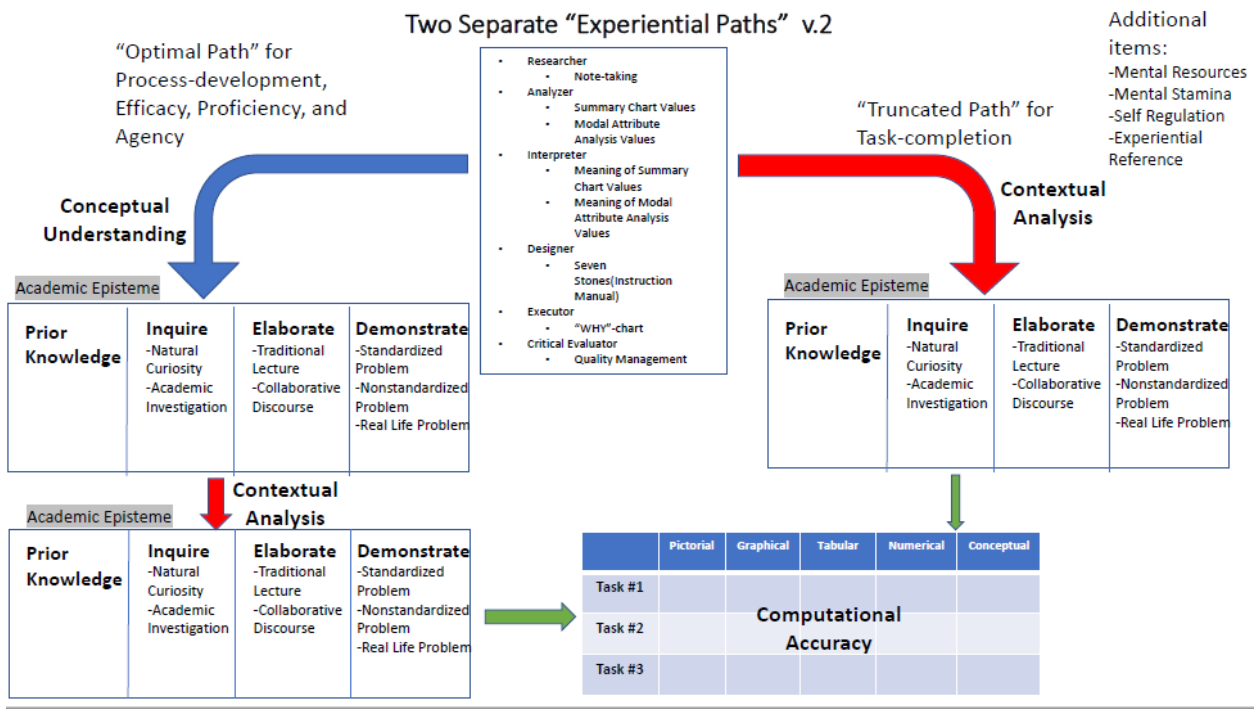 Two Separate “Experiential Paths” v.2
“Optimal Path” for
Process-development,
Efficacy, Proficiency, and
Agency
• Researcher
• Note-taking
• Analyzer
• Summary Chart Values
• Modal Attribute
Analysis Values
• Interpreter
• Meaning of Summary
Chart Values
• Meaning of Modal
Attribute Analysis
Values
• Designer
• Seven
Stones(Instruction
Manual)
• Executor
• “WHY”-chart
• Critical Evaluator
• Quality Management
“Truncated Path” for
Task-completion
Additional
items:
-Mental Resources
-Mental Stamina
-Self Regulation
-Experiential
Reference
Conceptual
Understanding
Contextual
Analysis
Academic Episteme
Prior
Knowledge
Inquire
-Natural
Curiosity
-Academic
Investigation
Elaborate
-Traditional
Lecture
-Collaborative
Discourse
Demonstrate
-Standardized
Problem
-Nonstandardized
Problem
-Real Life Problem
Academic Episteme
Prior
Knowledge
Inquire
-Natural
Curiosity
-Academic
Investigation
Elaborate
-Traditional
Lecture
-Collaborative
Discourse
Demonstrate
-Standardized
Problem
-Nonstandardized
Problem
-Real Life Problem
Contextual
Analysis
Academic Episteme
Prior
Knowledge
Inquire
-Natural
Curiosity
-Academic
Investigation
Elaborate
-Traditional
Lecture
-Collaborative
Discourse
Demonstrate
-Standardized
Problem
-Nonstandardized
Problem
-Real Life Problem
Pictorial Graphical Tabular Numerical Conceptual
Task #1
Task #2
Task #3
Computational
Accuracy